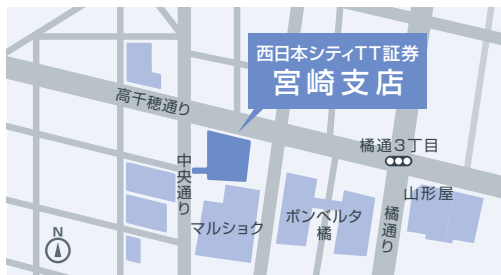 西日本シティTT証券
宮崎支店
高千穂通り
橘通3丁目
中央通り
山形屋
マルショク
ボンベルタ
橘
橘通り
N